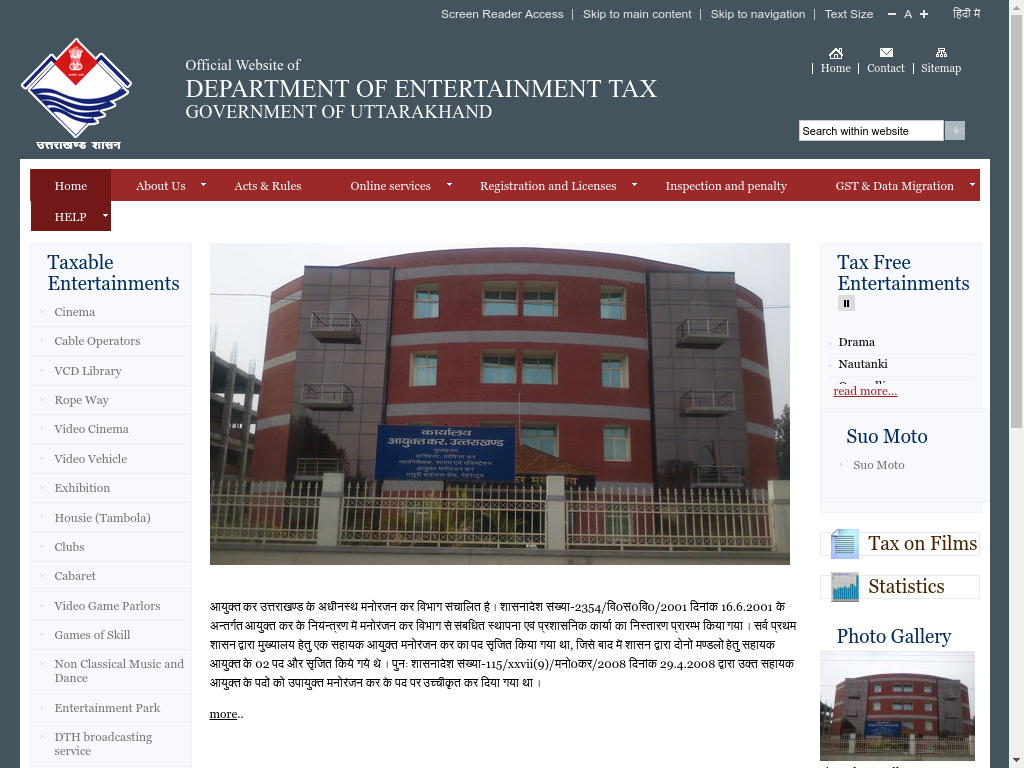 Screen Reader Access | Skip to main content | Skip to navigation | Text Size − A + हिंदी में
Home | Contact | Sitemap
Official Website of
DEPARTMENT OF ENTERTAINMENT TAX
GOVERNMENT OF UTTARAKHAND
उत्तराखण्ड शासन
Search within website
Home About Us Acts & Rules Online services Registration and Licenses Inspection and penalty GST & Data Migration
HELP
Taxable
Entertainments
Cinema
Cable Operators
VCD Library
Rope Way
Video Cinema
Video Vehicle
Exhibition
Housie (Tambola)
Clubs
Cabaret
Video Game Parlors
Games of Skill
Non Classical Music and
Dance
Entertainment Park
DTH broadcasting
service
कार्यालय
आयुक्त कर, उत्तराखण्ड
मुख्यालय
आयुक्त कर उत्तराखण्ड के अधीनस्थ मनोरंजन कर विभाग संचालित है । शासनादेश संख्या-2354/वि0सं0वि0/2001 दिनांक 16.6.2001 के
अन्तर्गत आयुक्त कर के नियन्त्रण में मनोरंजन कर विभाग से संबंधित स्थापना एवं प्रशासनिक कार्यो का निस्तारण प्रारम्भ किया गया । सर्व प्रथम
शासन द्वारा मुख्यालय हेतु एक सहायक आयुक्त मनोरंजन कर का पद सृजित किया गया था, जिसे बाद में शासन द्वारा दोनो मण्डलो हेतु सहायक
आयुक्त के 02 पद और सृजित किये गये थे । पुनः शासनादेश संख्या-115/xxvii(9)/मनो0कर/2008 दिनांक 29.4.2008 द्वारा उक्त सहायक
आयुक्त के पदो को उपायुक्त मनोरंजन कर के पद पर उच्चीकृत कर दिया गया था ।
more..
Tax Free
Entertainments
Drama
Nautanki
read more...
Suo Moto
Suo Moto
Tax on Films
Statistics
Photo Gallery